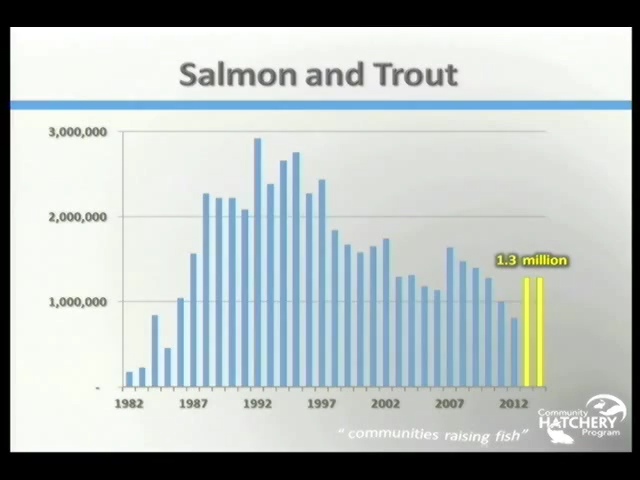 Salmon and Trout
3,000,000
2,000,000
1,000,000
-
1.3 million
1982 1987 1992 1997 2002 2007 2012
"communities raising fish"
Community
HATCHERY
Program